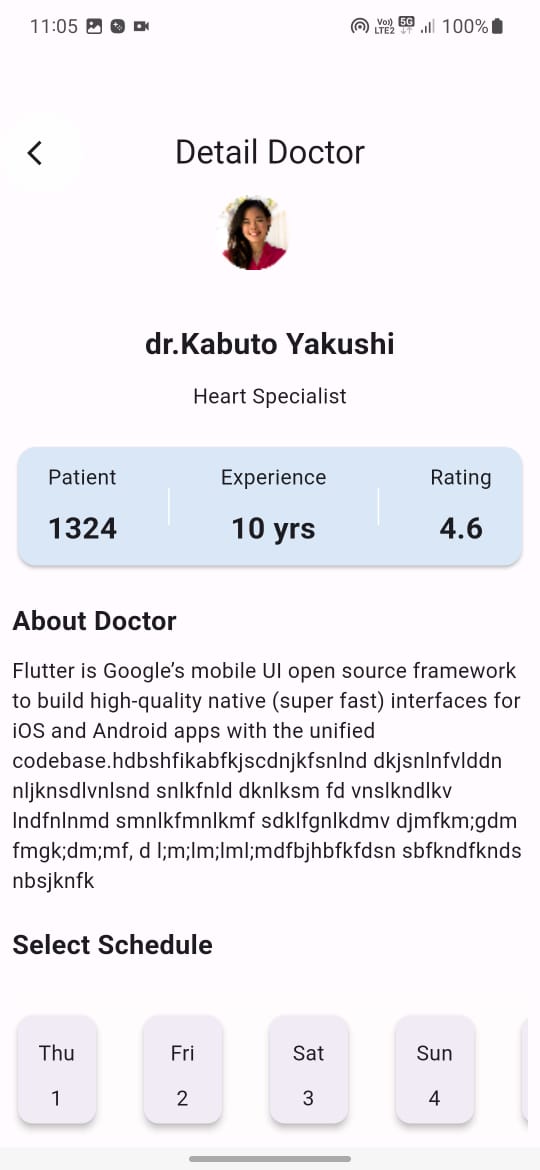 11:05
Vo)) LTE2 5G 100%
Detail Doctor
dr.Kabuto Yakushi
Heart Specialist
Patient Experience Rating
1324 10 yrs 4.6
About Doctor
Flutter is Google’s mobile UI open source framework
to build high-quality native (super fast) interfaces for
iOS and Android apps with the unified
codebase.hdbshfikabfkjscdnjkfsnlnd dkjsnlnfvlddn
nljknsdlvnlsnd snlkfnld dknlksm fd vnslkndlkv
lndfnlnmd smnlkfmnlkmf sdklfgnlkdmv djmfkm;gdm
fmgk;dm;mf, d l;m;lm;lml;mdfbjhbfkfdsn sbfkndfknds
nbsjknfk
Select Schedule
Thu Fri Sat Sun
1 2 3 4